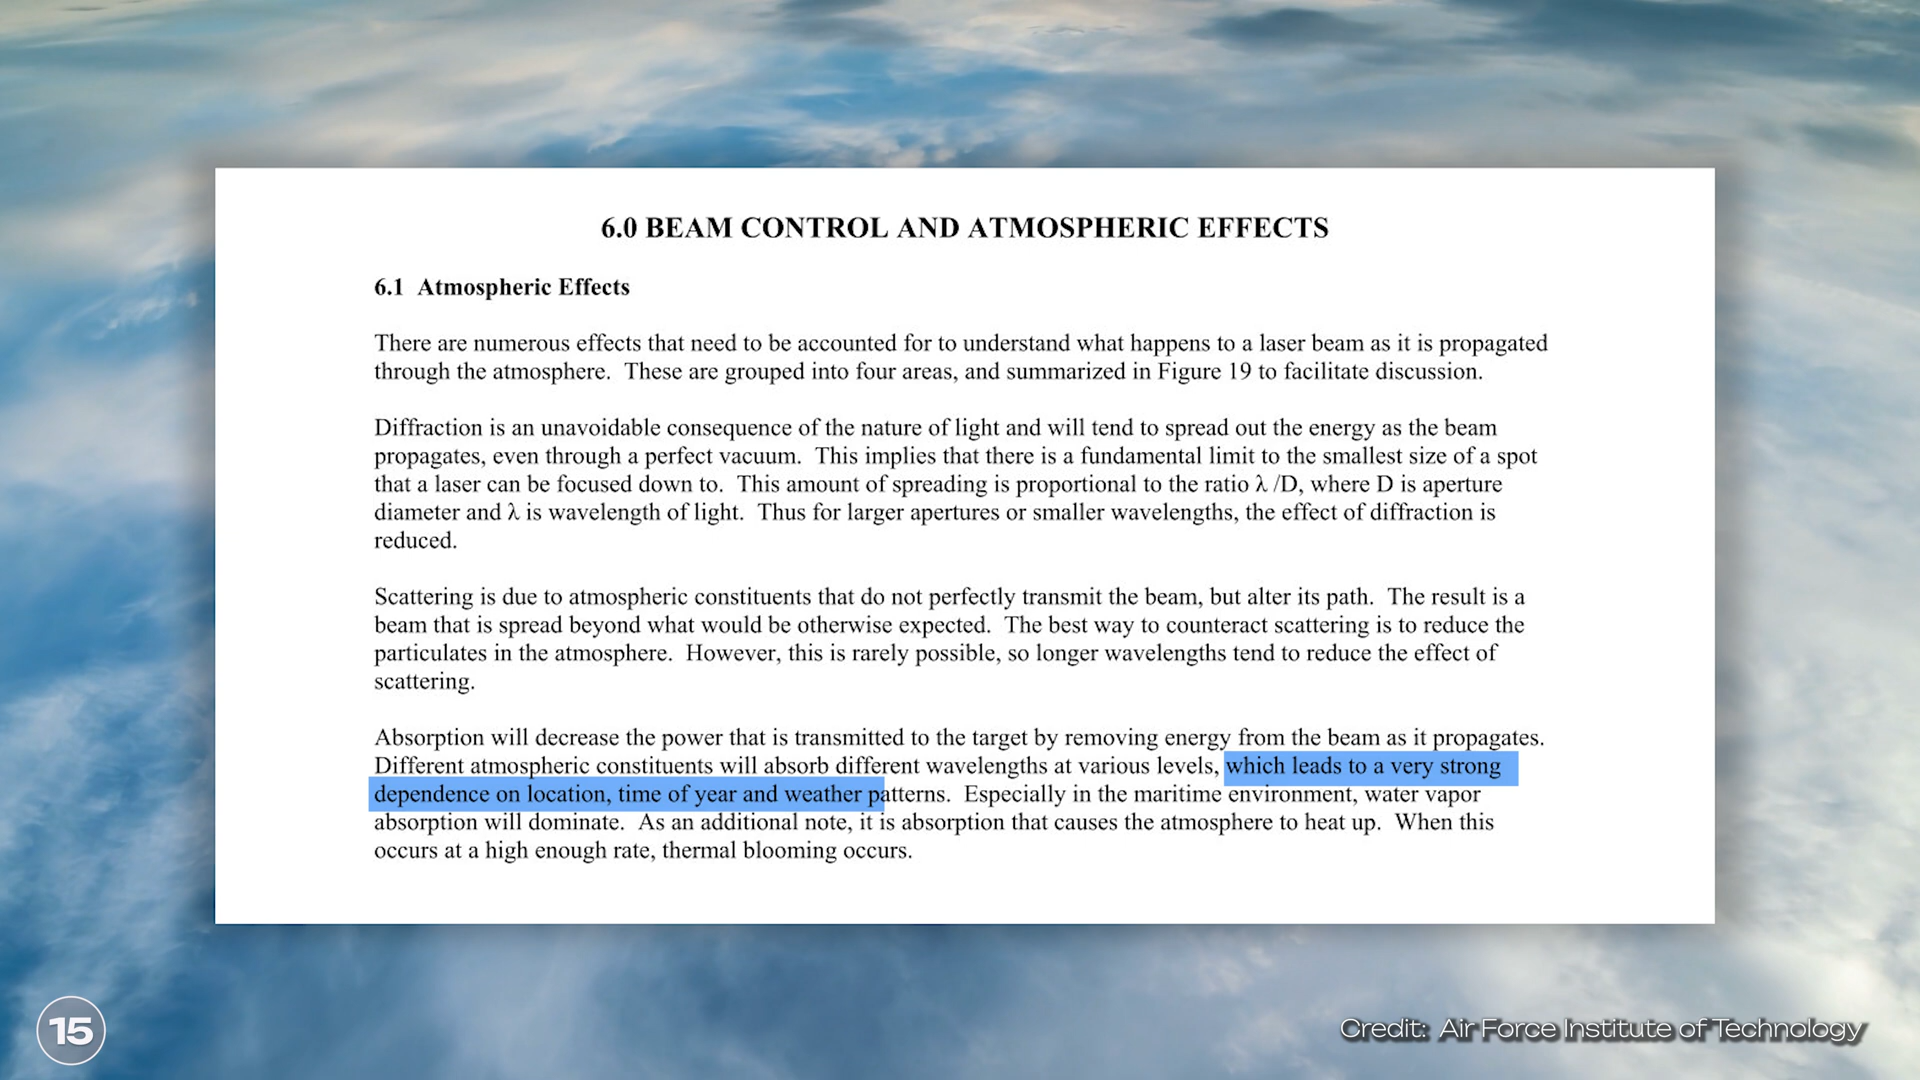 6.0 BEAM CONTROL AND ATMOSPHERIC EFFECTS
6.1 Atmospheric Effects
There are numerous effects that need to be accounted for to understand what happens to a laser beam as it is propagated
through the atmosphere. These are grouped into four areas, and summarized in Figure 19 to facilitate discussion.
Diffraction is an unavoidable consequence of the nature of light and will tend to spread out the energy as the beam
propagates, even through a perfect vacuum. This implies that there is a fundamental limit to the smallest size of a spot
that a laser can be focused down to. This amount of spreading is proportional to the ratio λ /D, where D is aperture
diameter and λ is wavelength of light. Thus for larger apertures or smaller wavelengths, the effect of diffraction is
reduced.
Scattering is due to atmospheric constituents that do not perfectly transmit the beam, but alter its path. The result is a
beam that is spread beyond what would be otherwise expected. The best way to counteract scattering is to reduce the
particulates in the atmosphere. However, this is rarely possible, so longer wavelengths tend to reduce the effect of
scattering.
Absorption will decrease the power that is transmitted to the target by removing energy from the beam as it propagates.
Different atmospheric constituents will absorb different wavelengths at various levels, which leads to a very strong
dependence on location, time of year and weather patterns. Especially in the maritime environment, water vapor
absorption will dominate. As an additional note, it is absorption that causes the atmosphere to heat up. When this
occurs at a high enough rate, thermal blooming occurs.
15
Credit: Air Force Institute of Technology